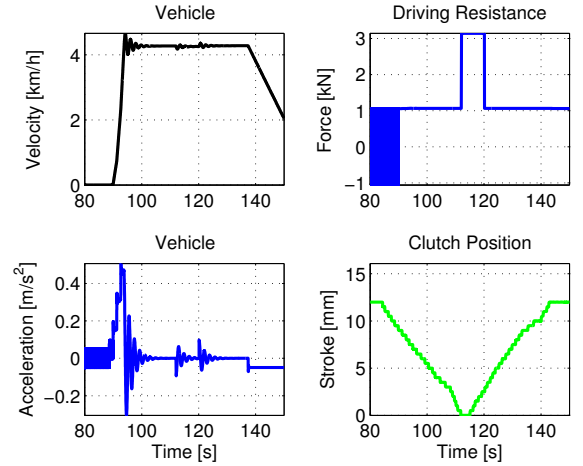 Vehicle
Velocity [km/h]
4
2
0
80 100 120 140
Driving Resistance
Force [kN]
3
2
1
0
−1
80 100 120 140
Vehicle
Acceleration [m/s²]
0.4
0.2
0
−0.2
80 100 120 140
Time [s]
Clutch Position
Stroke [mm]
15
10
5
0
80 100 120 140
Time [s]